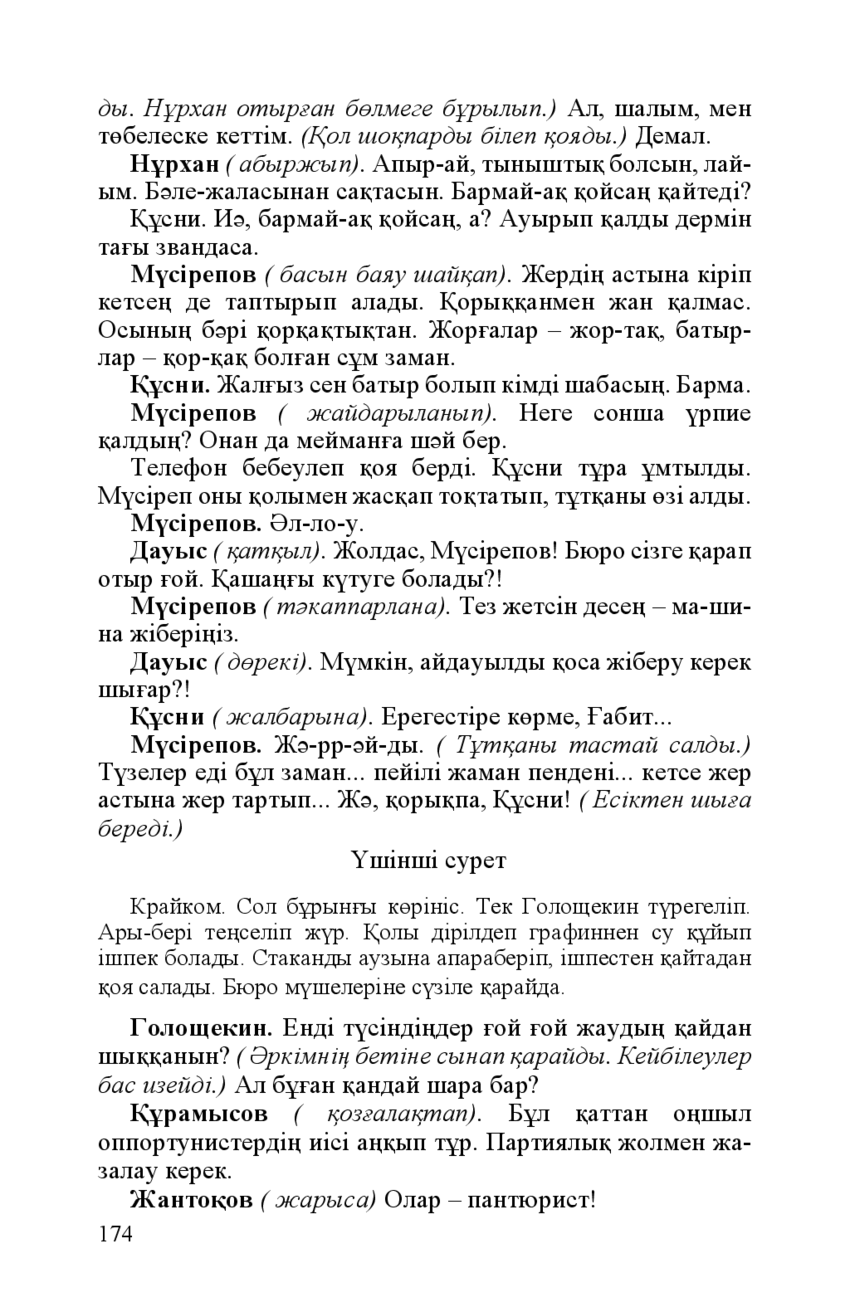 ды. Нұрхан отырған бөлмеге бұрылып.) Ал, шалым, мен
төбелеске кеттім. (Қол шоқпарды білеп қояды.) Демал.
Нұрхан ( абыржып). Апыр-ай, тыныштық болсын, лай-
ым. Бәле-жаласынан сақтасын. Бармай-ақ қойсаң қайтеді?
Құсни. Иә, бармай-ақ қойсаң, а? Ауырып қалды дермін
тағы звандаса.
Мүсірепов ( басын баяу шайқап). Жердің астына кіріп
кетсең де таптырып алады. Қорыққанмен жан қалмас.
Осының бәрі қорқақтықтан. Жорғалар – жор-тақ, батыр-
лар – қор-қақ болған сұм заман.
Құсни. Жалғыз сен батыр болып кімді шабасың. Барма.
Мүсірепов ( жайдарыланып). Неге сонша үрпие
қалдың? Онан да мейманға шәй бер.
Телефон бебеулеп қоя берді. Құсни тұра ұмтылды.
Мүсіреп оны қолымен жасқап тоқтатып, тұтқаны өзі алды.
Мүсірепов. Әл-ло-у.
Дауыс ( қатқыл). Жолдас, Мүсірепов! Бюро сізге қарап
отыр ғой. Қашаңғы күтуге болады?!
Мүсірепов ( тәкаппарлана). Тез жетсін десең – ма-ши-
на жіберіңіз.
Дауыс ( дөрекі). Мүмкін, айдауылды қоса жіберу керек
шығар?!
Құсни ( жалбарына). Ерегестіре көрме, Ғабит...
Мүсірепов. Жә-рр-әй-ды. ( Тұтқаны тастай салды.)
Түзелер еді бұл заман... пейілі жаман пендені... кетсе жер
астына жер тартып... Жә, қорықпа, Құсни! ( Есіктен шыға
береді.)
Үшінші сурет
Крайком. Сол бұрынғы көрініс. Тек Голощекин түрегеліп.
Ары-бері теңселіп жүр. Қолы дірілдеп графиннен су құйып
ішпек болады. Стаканды аузына апараберіп, ішпестен қайтадан
қоя салады. Бюро мүшелеріне сүзіле қарайда.
Голощекин. Енді түсіндіңдер ғой ғой жаудың қайдан
шыққанын? ( Әркімнің бетіне сынап қарайды. Кейбілеулер
бас изейді.) Ал бұған қандай шара бар?
Құрамысов ( қозғалақтап). Бұл қаттан оңшыл
оппортунистердің иісі аңқып тұр. Партиялық жолмен жа-
залау керек.
Жантоқов ( жарыса) Олар – пантюрист!
174